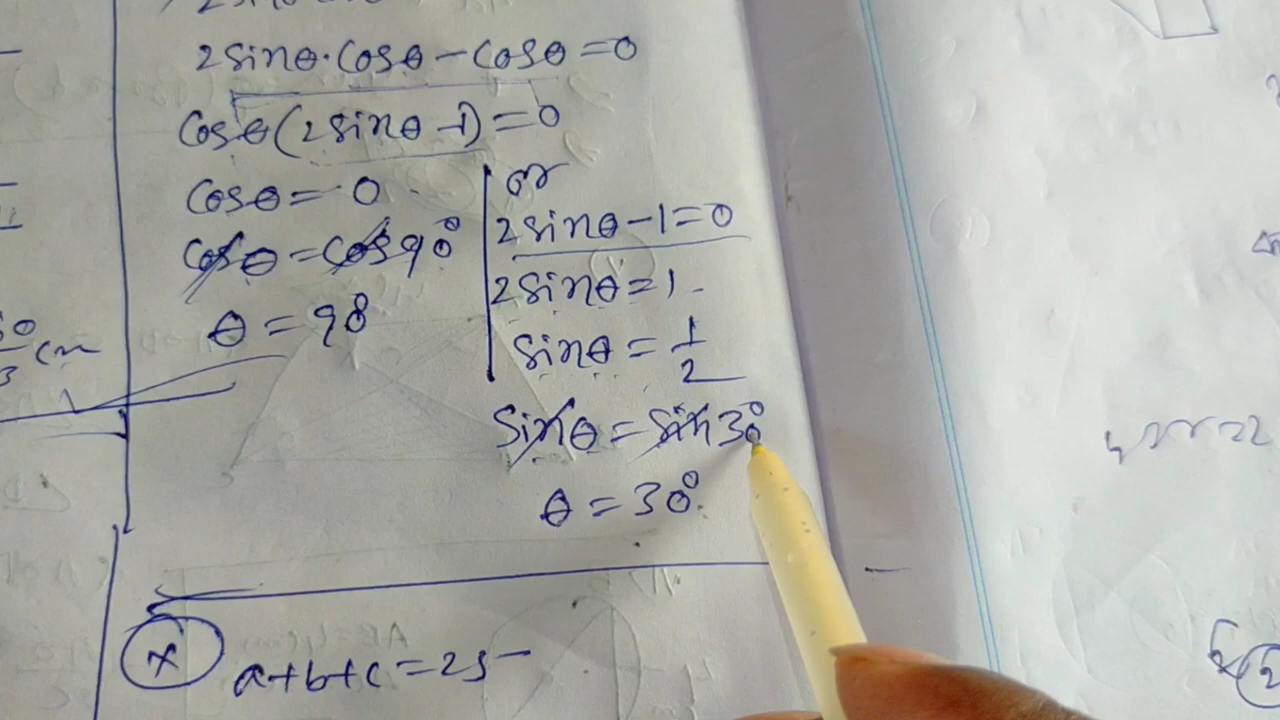 2sinθ·cosθ-cosθ=0
cosθ(2sinθ-1)=0
cosθ=0
cosθ=cos90°
θ=90°
or
2sinθ-1=0
2sinθ=1
sinθ=1/2
sinθ=sin30°
θ=30°
cm
a+b+c=25